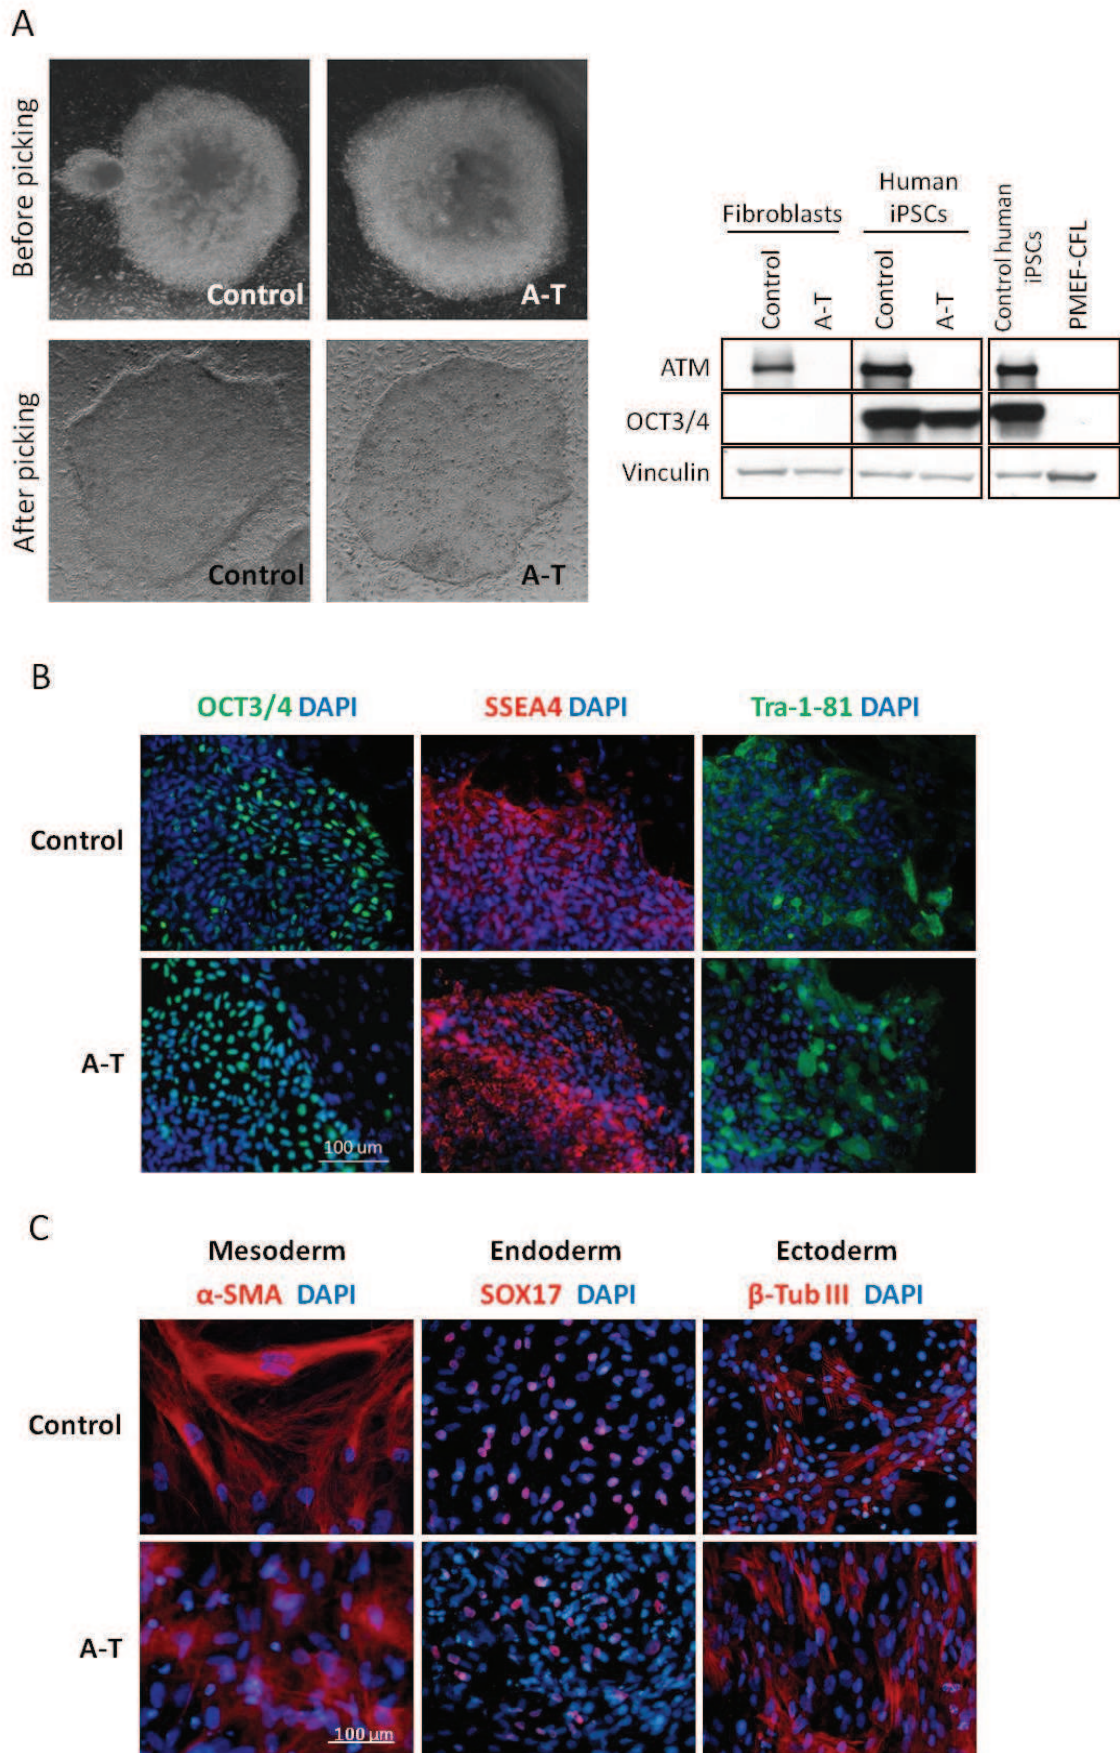 A
Before picking
Control
A-T
After picking
Control
A-T
Fibroblasts
Human
iPSCs
Control
A-T
Control
A-T
Control human
iPSCs
PMEF-CFL
ATM
OCT3/4
Vinculin
B
OCT3/4 DAPI
SSEA4 DAPI
Tra-1-81 DAPI
Control
A-T
100 um
C
Mesoderm
Endoderm
Ectoderm
α-SMA DAPI
SOX17 DAPI
β-Tub III DAPI
Control
A-T
100 µm